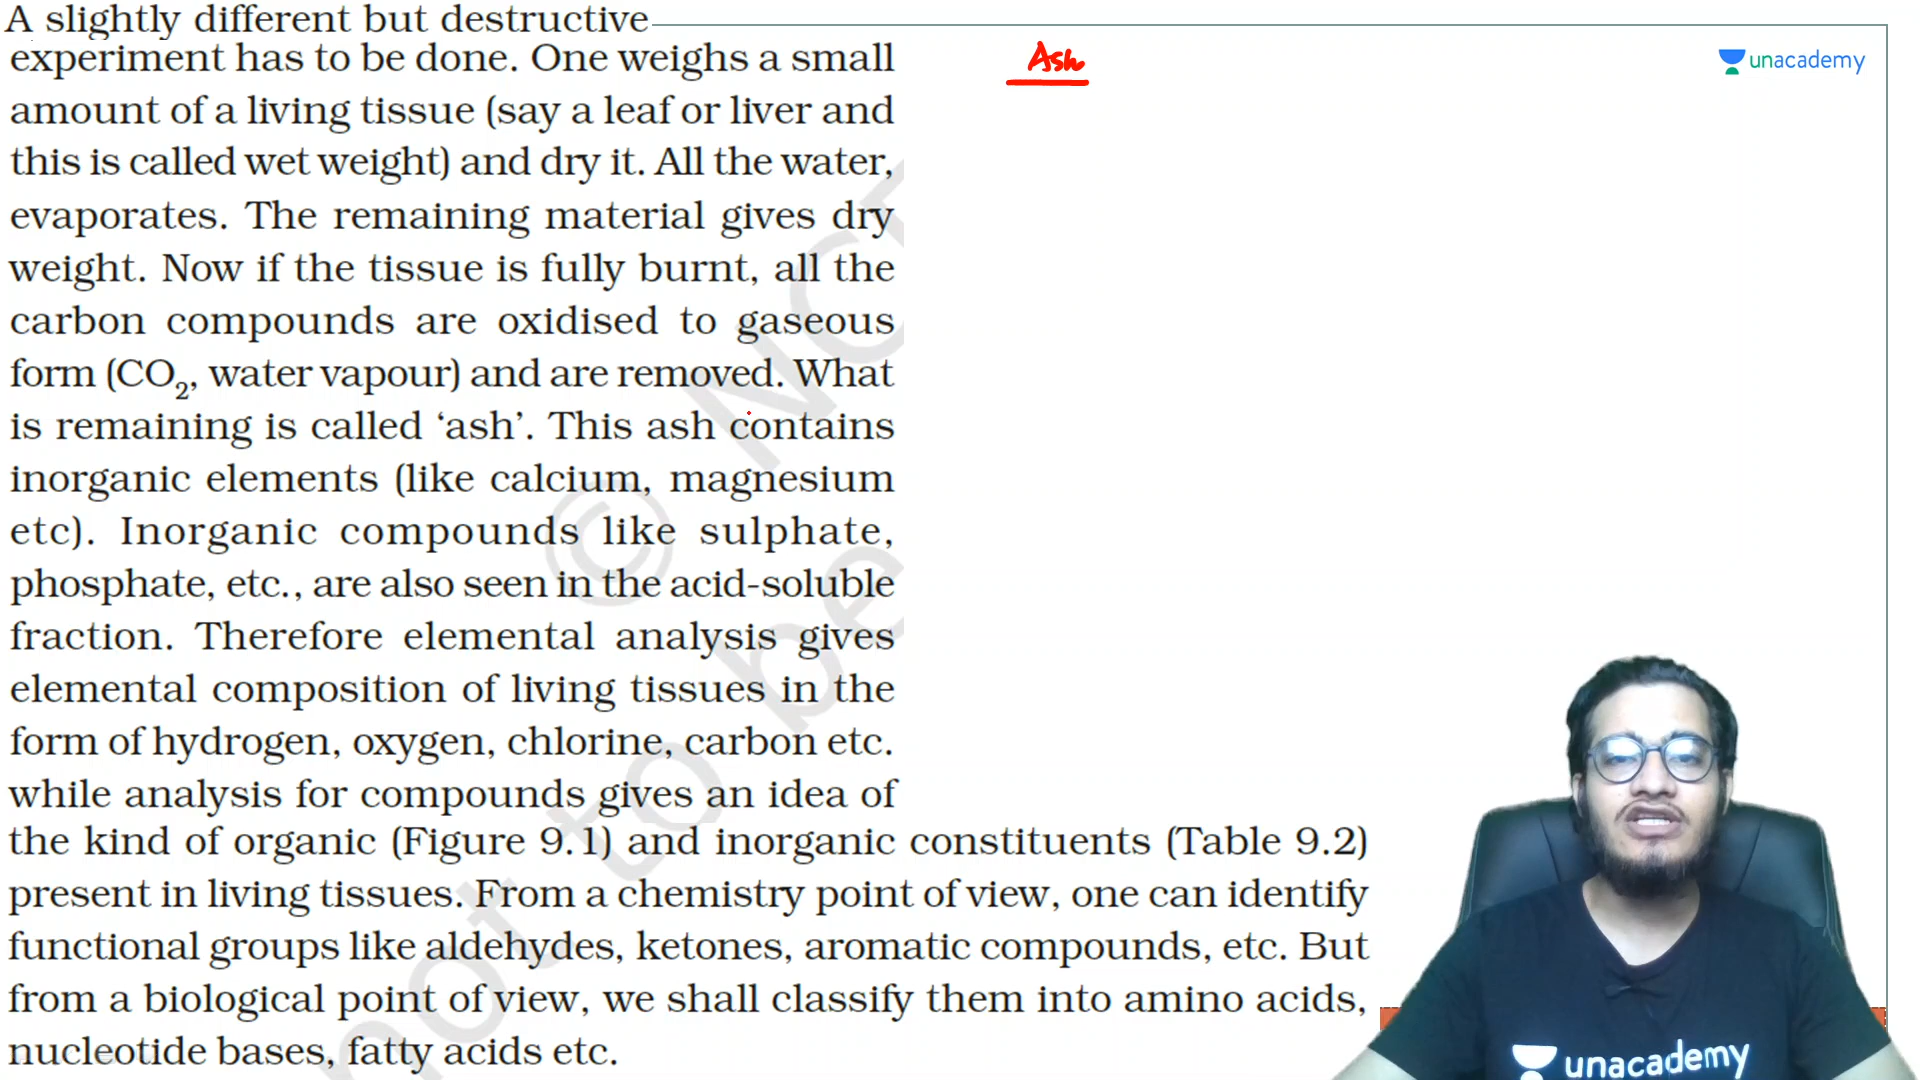 A slightly different but destructive
experiment has to be done. One weighs a small
amount of a living tissue (say a leaf or liver and
this is called wet weight) and dry it. All the water,
evaporates. The remaining material gives dry
weight. Now if the tissue is fully burnt, all the
carbon compounds are oxidised to gaseous
form (CO₂, water vapour) and are removed. What
is remaining is called ‘ash’. This ash contains
inorganic elements (like calcium, magnesium
etc). Inorganic compounds like sulphate,
phosphate, etc., are also seen in the acid-soluble
fraction. Therefore elemental analysis gives
elemental composition of living tissues in the
form of hydrogen, oxygen, chlorine, carbon etc.
while analysis for compounds gives an idea of
the kind of organic (Figure 9.1) and inorganic constituents (Table 9.2)
present in living tissues. From a chemistry point of view, one can identify
functional groups like aldehydes, ketones, aromatic compounds, etc. But
from a biological point of view, we shall classify them into amino acids,
nucleotide bases, fatty acids etc.
Ash
unacademy
© NC
not to be
unacademy